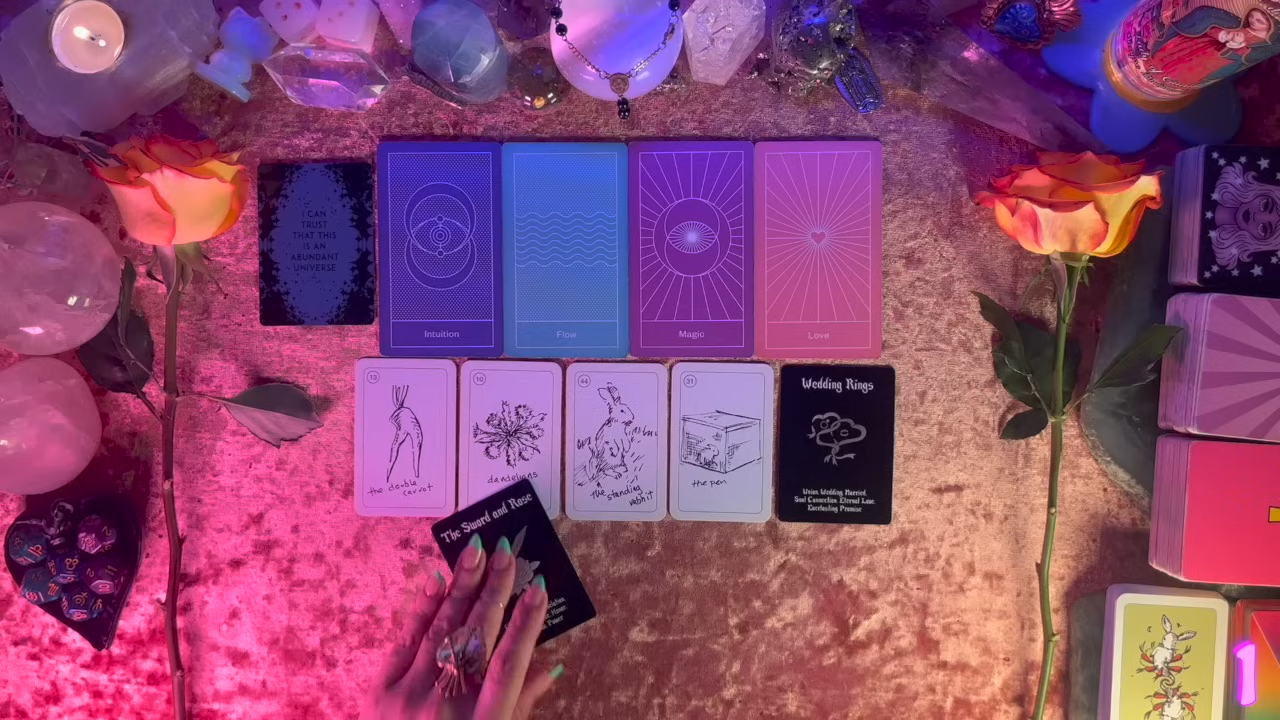 I CAN
TRUST
THAT THIS
IS AN
ABUNDANT
UNIVERSE
Intuition
Flow
Magic
Love
13
the double
carrot
10
dandelions
44
the standing
rabbit
31
the pen
Wedding Rings
Union, Wedding, Married,
Soul Connection, Eternal Love,
Everlasting Promise
The Sword and Rose
Power
1